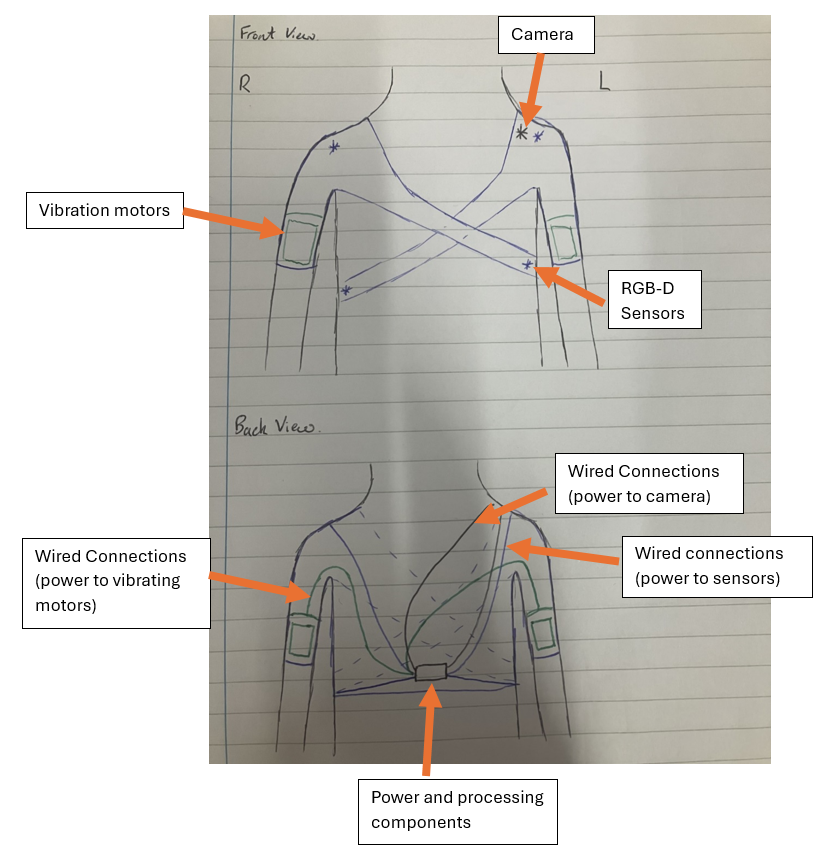 Front View.
Camera
R
L
Vibration motors
RGB-D
Sensors
Back View.
Wired Connections
(power to camera)
Wired Connections
(power to vibrating
motors)
Wired connections
(power to sensors)
Power and processing
components